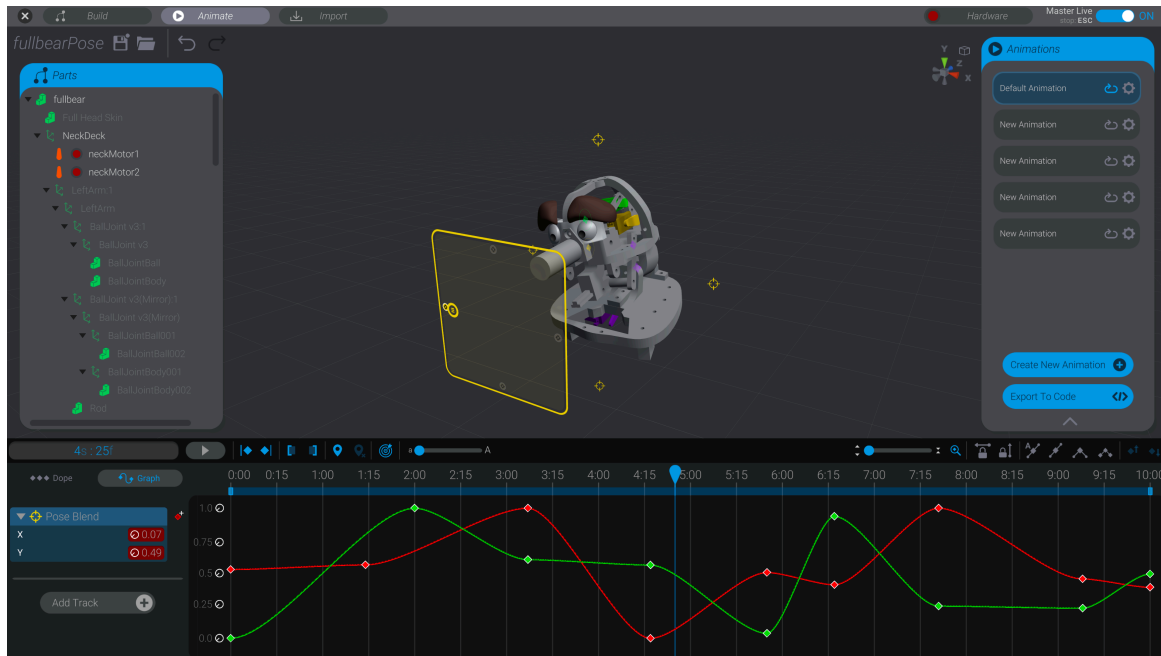 Build
Animate
Import
Hardware
Master Live
stop: ESC
ON
fullbearPose
Parts
fullbear
Full Head Skin
NeckDeck
neckMotor1
neckMotor2
LeftArm:1
LeftArm
BallJoint v3:1
BallJoint v3
BallJointBall
BallJointBody
BallJoint v3(Mirror):1
BallJoint v3(Mirror)
BallJointBall001
BallJointBall002
BallJointBody001
BallJointBody002
Rod
Y
Z
X
Animations
Default Animation
New Animation
New Animation
New Animation
New Animation
Create New Animation
Export To Code
4s : 25f
a
A
A
Dope
Graph
0:00 0:15 1:00 1:15 2:00 2:15 3:00 3:15 4:00 4:15 5:00 5:15 6:00 6:15 7:00 7:15 8:00 8:15 9:00 9:15 10:00
Pose Blend
X 0.07
Y 0.49
Add Track
1.0
0.75
0.5
0.25
0.0